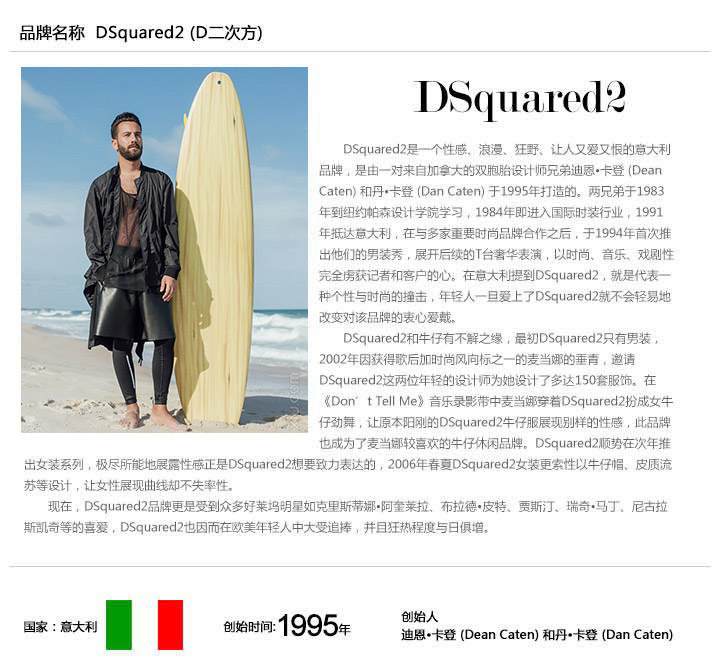 品牌名称 DSquared2 (D二次方)
DSquared2
DSquared2是一个性感、浪漫、狂野、让人又爱又恨的意大利
品牌，是由一对来自加拿大的双胞胎设计师兄弟迪恩•卡登 (Dean
Caten) 和丹•卡登 (Dan Caten) 于1995年打造的。两兄弟于1983
年到纽约帕森设计学院学习，1984年即进入国际时装行业，1991
年抵达意大利，在与多家重要时尚品牌合作之后，于1994年首次推
出他们的男装秀，展开后续的T台奢华表演，以时尚、音乐、戏剧性
完全虏获记者和客户的心。在意大利提到DSquared2，就是代表一
种个性与时尚的撞击，年轻人一旦爱上了DSquared2就不会轻易地
改变对该品牌的衷心爱戴。
DSquared2和牛仔有不解之缘，最初DSquared2只有男装，
2002年因获得歌后加时尚风向标之一的麦当娜的垂青，邀请
DSquared2这两位年轻的设计师为她设计了多达150套服饰。在
《Don’t Tell Me》音乐录影带中麦当娜穿着DSquared2扮成女牛
仔劲舞，让原本阳刚的DSquared2牛仔服展现别样的性感，此品牌
也成为了麦当娜较喜欢的牛仔休闲品牌。DSquared2顺势在次年推
出女装系列，极尽所能地展露性感正是DSquared2想要致力表达的，2006年春夏DSquared2女装更索性以牛仔帽、皮质流
苏等设计，让女性展现曲线却不失率性。
现在，DSquared2品牌更是受到众多好莱坞明星如克里斯蒂娜•阿奎莱拉、布拉德•皮特、贾斯汀、瑞奇•马丁、尼古拉
斯凯奇等的喜爱，DSquared2也因而在欧美年轻人中大受追捧，并且狂热程度与日俱增。
国家：意大利
创始时间:1995年
创始人
迪恩•卡登 (Dean Caten) 和丹•卡登 (Dan Caten)